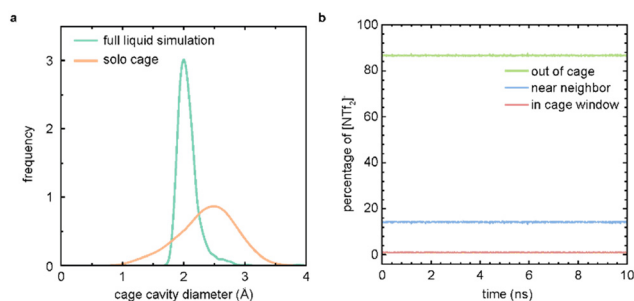 a
full liquid simulation
solo cage
3
2
1
0
frequency
0
1
2
3
4
cage cavity diameter (Å)
b
100
80
60
40
20
0
percentage of [NTf2]-
out of cage
near neighbor
in cage window
0
2
4
6
8
10
time (ns)